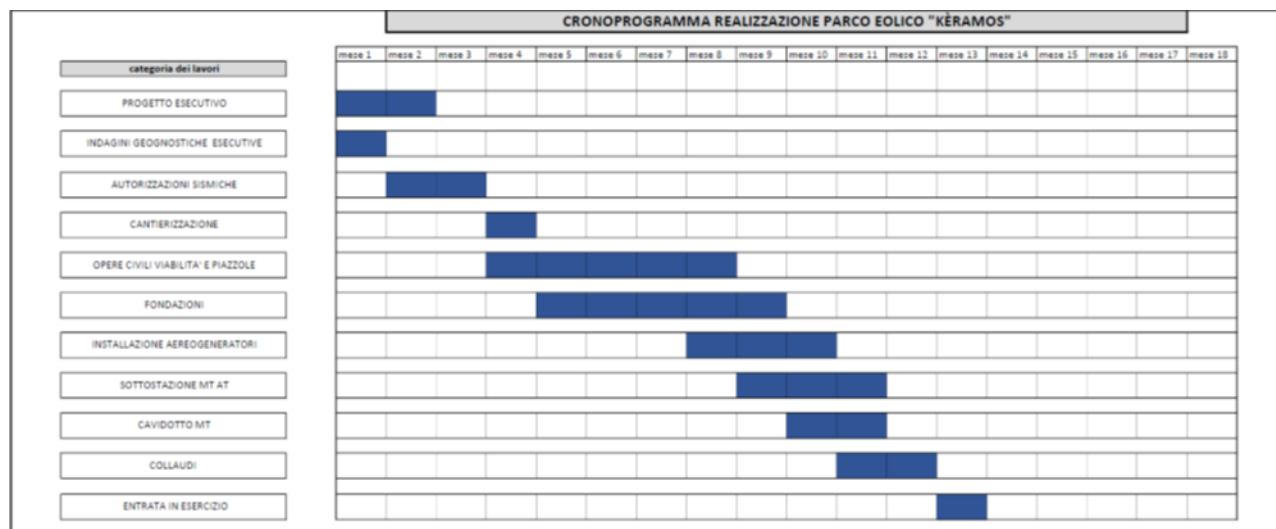 CRONOPROGRAMMA REALIZZAZIONE PARCO EOLICO "KÈRAMOS"
mese 1 mese 2 mese 3 mese 4 mese 5 mese 6 mese 7 mese 8 mese 9 mese 10 mese 11 mese 12 mese 13 mese 14 mese 15 mese 16 mese 17 mese 18
categoria dei lavori
PROGETTO ESECUTIVO
INDAGINI GEOGNOSTICHE ESECUTIVE
AUTORIZZAZIONI SISMICHE
CANTIERIZZAZIONE
OPERE CIVILI VIABILITA' E PIAZZOLE
FONDAZIONI
INSTALLAZIONE AEREOGENERATORI
SOTTOSTAZIONE MT AT
CAVIDOTTO MT
COLLAUDI
ENTRATA IN ESERCIZIO